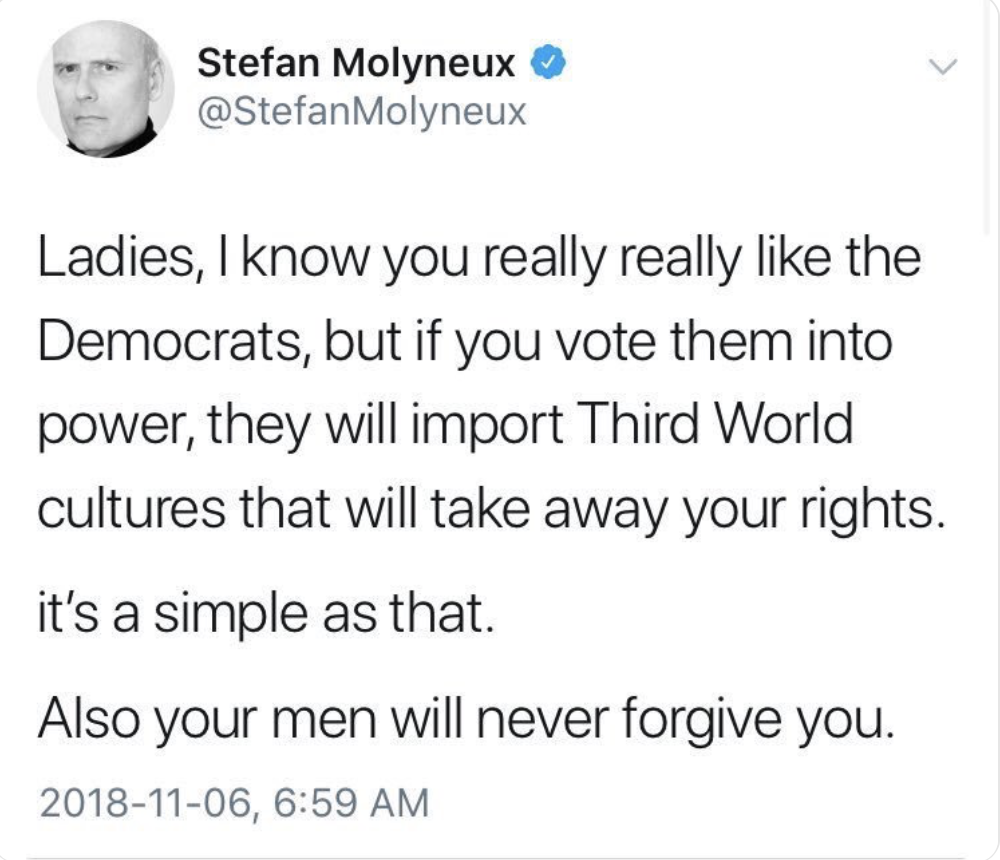 Stefan Molyneux
@StefanMolyneux
Ladies, I know you really really like the
Democrats, but if you vote them into
power, they will import Third World
cultures that will take away your rights.
it's a simple as that.
Also your men will never forgive you.
2018-11-06, 6:59 AM